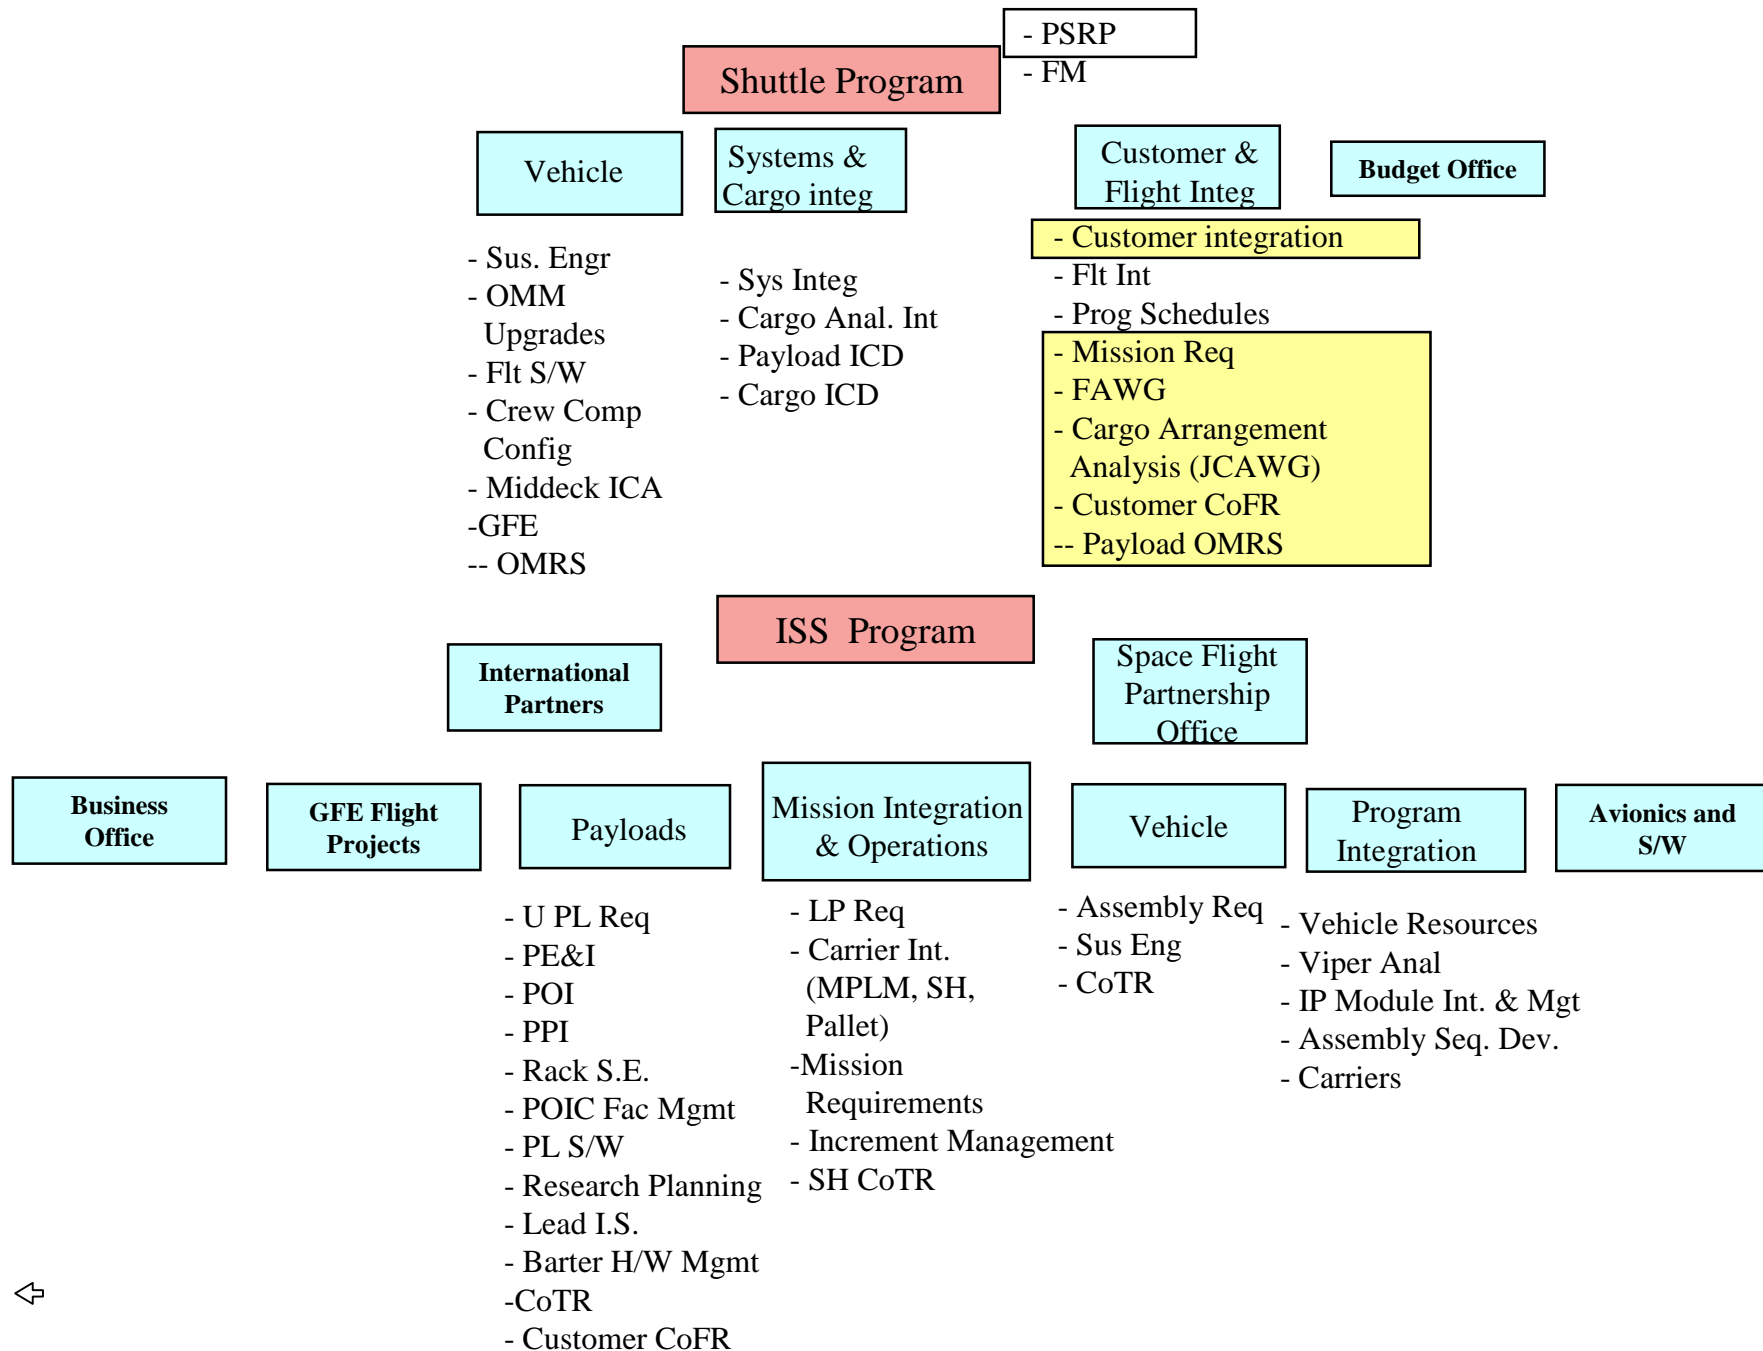 - PSRP
- FM
Shuttle Program
Vehicle
- Sus. Engr
- OMM
Upgrades
- Flt S/W
- Crew Comp
Config
- Middeck ICA
-GFE
-- OMRS
Systems &
Cargo integ
- Sys Integ
- Cargo Anal. Int
- Payload ICD
- Cargo ICD
Customer &
Flight Integ
- Customer integration
- Flt Int
- Prog Schedules
- Mission Req
- FAWG
- Cargo Arrangement
Analysis (JCAWG)
- Customer CoFR
-- Payload OMRS
Budget Office
ISS  Program
International
Partners
Space Flight
Partnership
Office
Business
Office
GFE Flight
Projects
Payloads
- U PL Req
- PE&I
- POI
- PPI
- Rack S.E.
- POIC Fac Mgmt
- PL S/W
- Research Planning
- Lead I.S.
- Barter H/W Mgmt
-CoTR
- Customer CoFR
Mission Integration
& Operations
- LP Req
- Carrier Int.
(MPLM, SH,
Pallet)
-Mission
Requirements
- Increment Management
- SH CoTR
Vehicle
- Assembly Req
- Sus Eng
- CoTR
Program
Integration
- Vehicle Resources
- Viper Anal
- IP Module Int. & Mgt
- Assembly Seq. Dev.
- Carriers
Avionics and
S/W